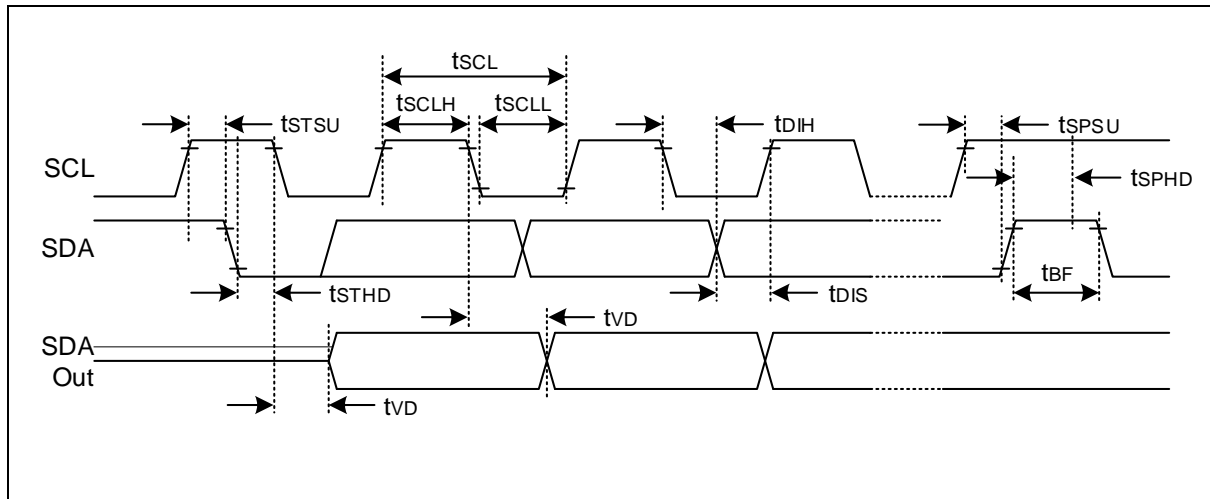 tSCL
tSCLH
tSCLL
tSTSU
tDIH
tSPSU
SCL
tSPHD
SDA
tBF
tSTHD
tDIS
tVD
SDA
Out
tVD